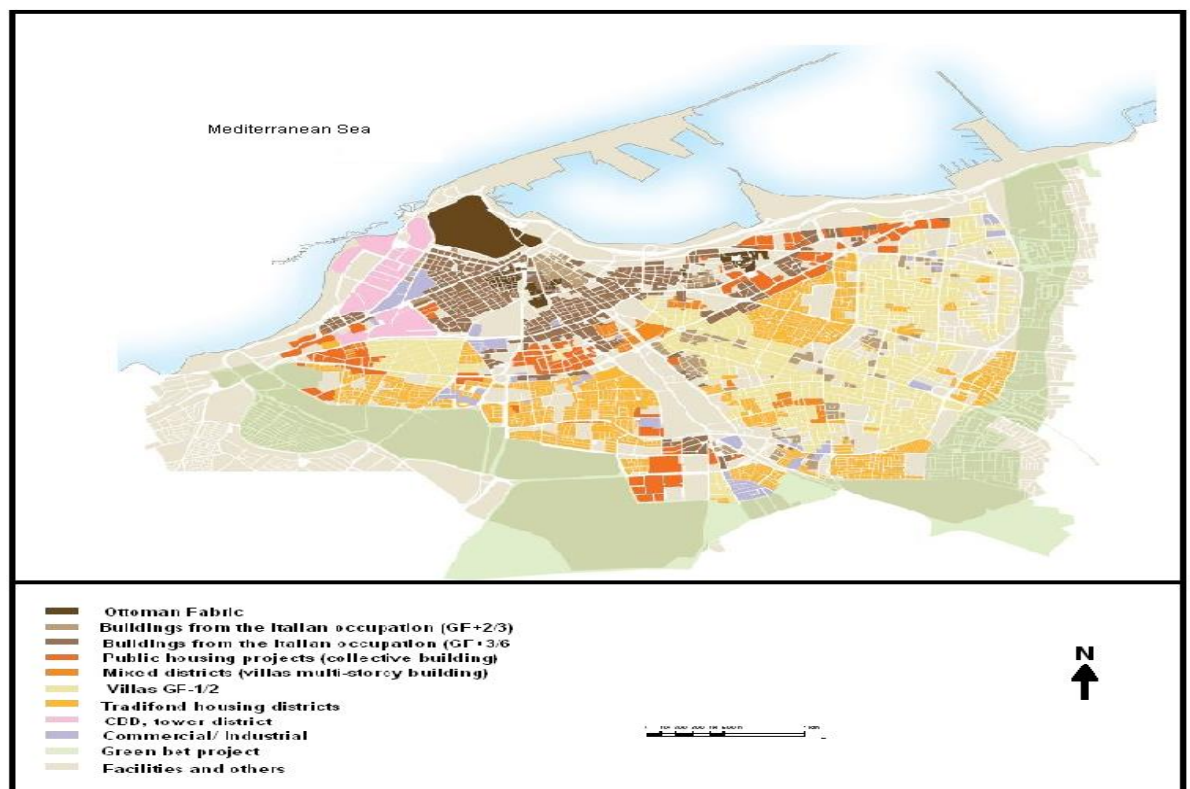 Mediterranean Sea
Ottoman Fabric
Buildings from the Italian occupation (GF+2/3)
Buildings from the Italian occupation (GF+3/6
Public housing projects (collective building)
Mixed districts (villas multi-storey building)
Villas GF-1/2
Traditond housing districts
CBD, tower district
Commercial/ Industrial
Green bet project
Facilities and others
N